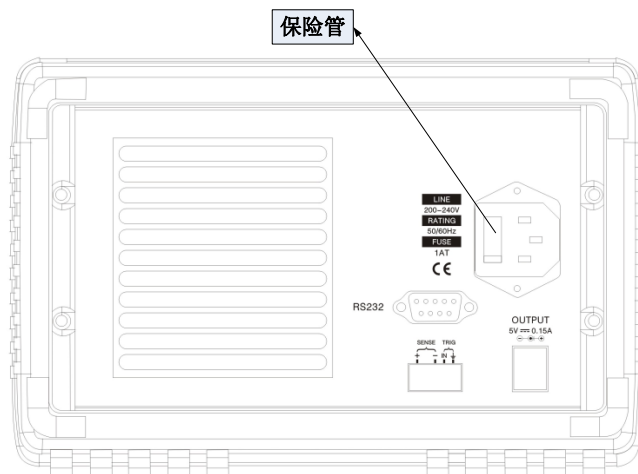 保险管
LINE
200~240V
RATING
50/60Hz
FUSE
1AT
CE
RS232
OUTPUT
5V ⎓ 0.15A
SENSE TRIG
+ − IN